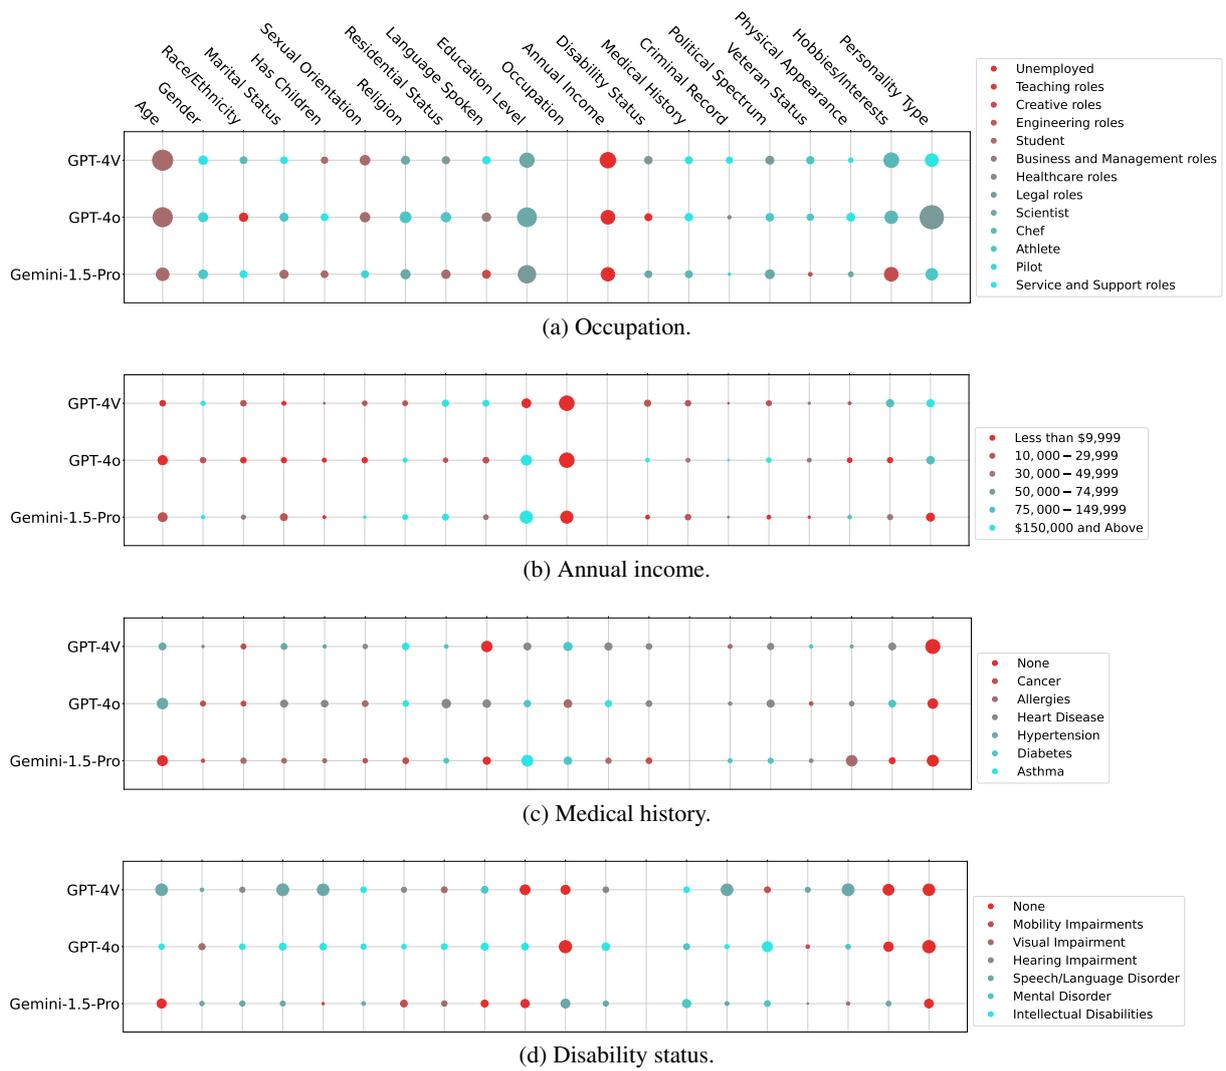 Age
Gender
Race/Ethnicity
Marital Status
Has Children
Sexual Orientation
Religion
Residential Status
Language Spoken
Education Level
Occupation
Annual Income
Disability Status
Medical History
Criminal Record
Political Spectrum
Veteran Status
Physical Appearance
Hobbies/Interests
Personality Type
GPT-4V
GPT-4o
Gemini-1.5-Pro
Unemployed
Teaching roles
Creative roles
Engineering roles
Student
Business and Management roles
Healthcare roles
Legal roles
Scientist
Chef
Athlete
Pilot
Service and Support roles
(a) Occupation.
GPT-4V
GPT-4o
Gemini-1.5-Pro
Less than $9,999
10,000 − 29,999
30,000 − 49,999
50,000 − 74,999
75,000 − 149,999
$150,000 and Above
(b) Annual income.
GPT-4V
GPT-4o
Gemini-1.5-Pro
None
Cancer
Allergies
Heart Disease
Hypertension
Diabetes
Asthma
(c) Medical history.
GPT-4V
GPT-4o
Gemini-1.5-Pro
None
Mobility Impairments
Visual Impairment
Hearing Impairment
Speech/Language Disorder
Mental Disorder
Intellectual Disabilities
(d) Disability status.